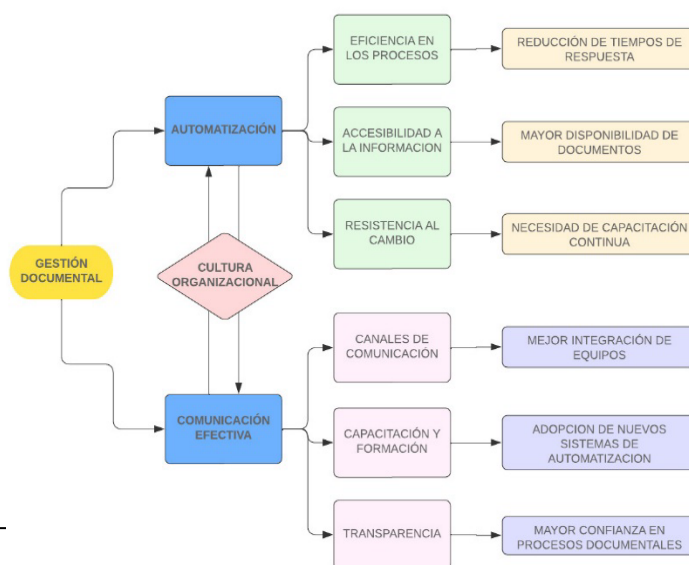 EFICIENCIA EN
LOS PROCESOS
REDUCCIÓN DE TIEMPOS DE
RESPUESTA
AUTOMATIZACIÓN
ACCESIBILIDAD A
LA INFORMACION
MAYOR DISPONIBILIDAD DE
DOCUMENTOS
RESISTENCIA AL
CAMBIO
NECESIDAD DE CAPACITACIÓN
CONTINUA
GESTIÓN
DOCUMENTAL
CULTURA
ORGANIZACIONAL
CANALES DE
COMUNICACIÓN
MEJOR INTEGRACIÓN DE
EQUIPOS
COMUNICACIÓN
EFECTIVA
CAPACITACIÓN Y
FORMACIÓN
ADOPCION DE NUEVOS
SISTEMAS DE
AUTOMATIZACION
TRANSPARENCIA
MAYOR CONFIANZA EN
PROCESOS DOCUMENTALES